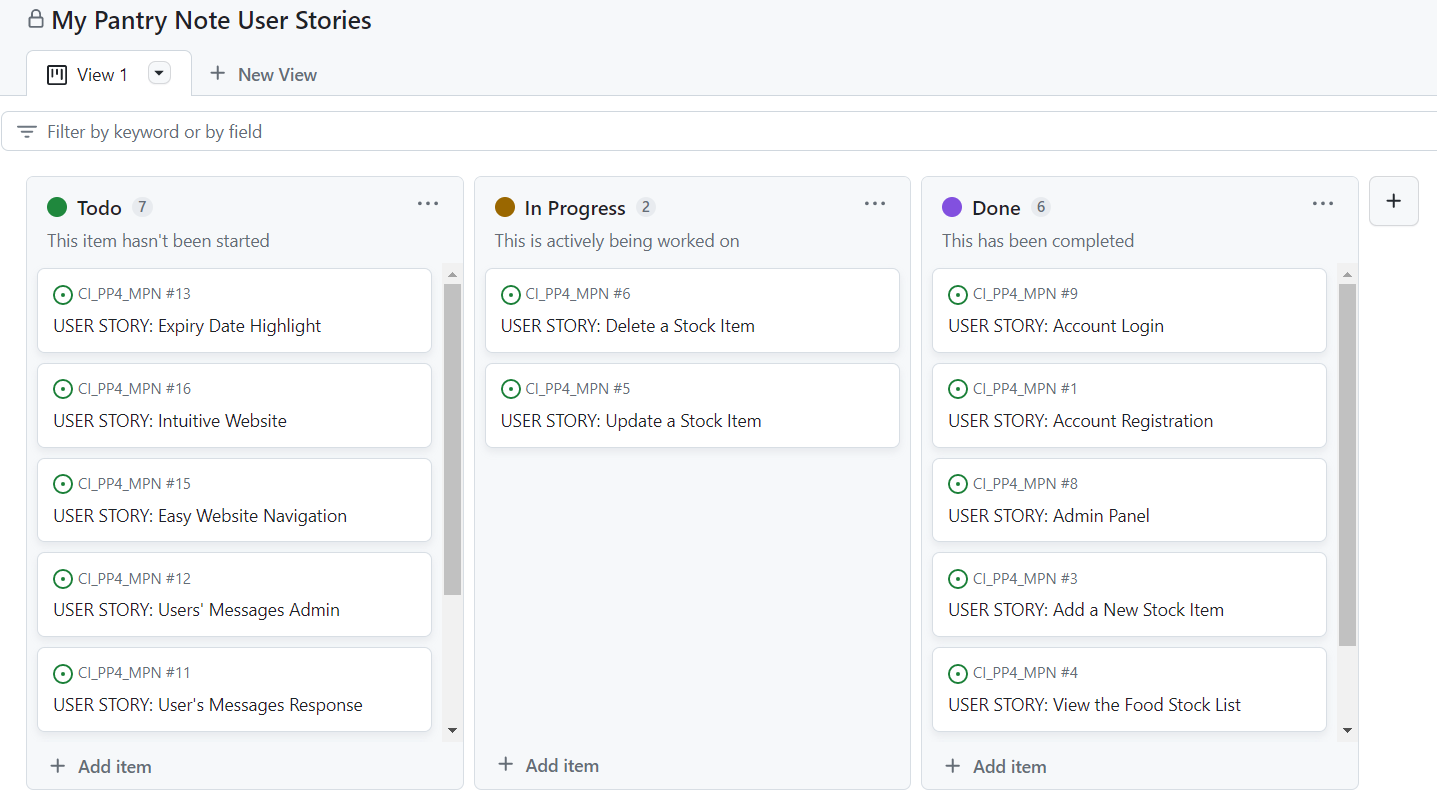 My Pantry Note User Stories
View 1
+ New View
Filter by keyword or by field
Todo 7
This item hasn't been started
CI_PP4_MPN #13
USER STORY: Expiry Date Highlight
CI_PP4_MPN #16
USER STORY: Intuitive Website
CI_PP4_MPN #15
USER STORY: Easy Website Navigation
CI_PP4_MPN #12
USER STORY: Users' Messages Admin
CI_PP4_MPN #11
USER STORY: User's Messages Response
+ Add item
In Progress 2
This is actively being worked on
CI_PP4_MPN #6
USER STORY: Delete a Stock Item
CI_PP4_MPN #5
USER STORY: Update a Stock Item
+ Add item
Done 6
This has been completed
CI_PP4_MPN #9
USER STORY: Account Login
CI_PP4_MPN #1
USER STORY: Account Registration
CI_PP4_MPN #8
USER STORY: Admin Panel
CI_PP4_MPN #3
USER STORY: Add a New Stock Item
CI_PP4_MPN #4
USER STORY: View the Food Stock List
+ Add item
+